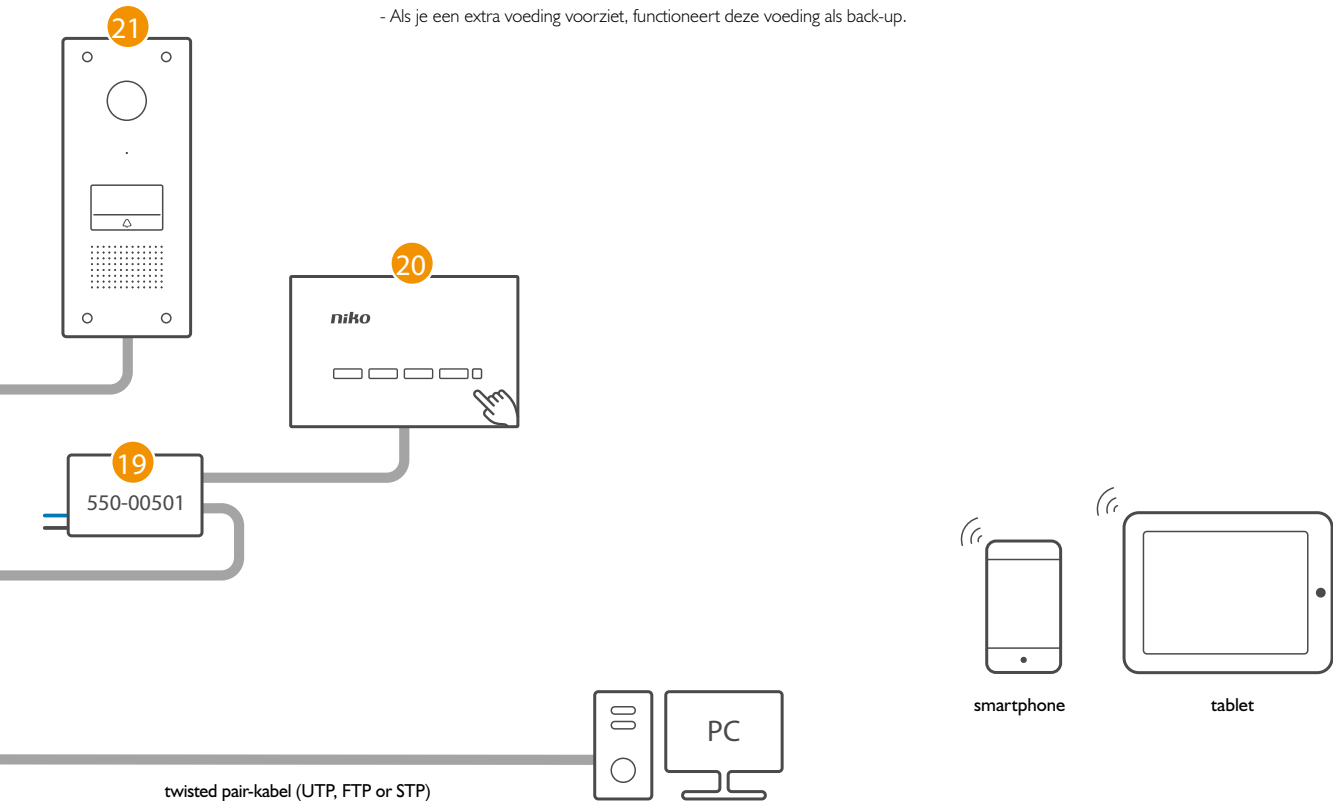 - Als je een extra voeding voorziet, functioneert deze voeding als back-up.
21
20
niko
19
550-00501
smartphone
tablet
PC
twisted pair-kabel (UTP, FTP or STP)